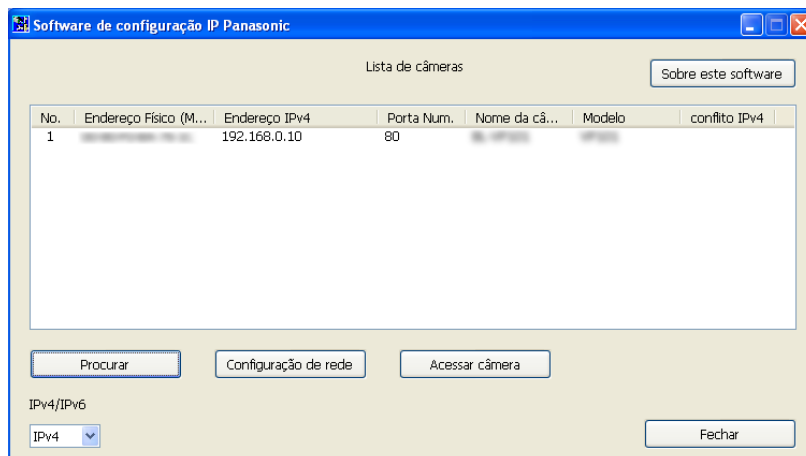 Software de configuração IP Panasonic
Lista de câmeras
Sobre este software
No. Endereço Físico (M... Endereço IPv4 Porta Num. Nome da câ... Modelo conflito IPv4
1 192.168.0.10 80
Procurar Configuração de rede Acessar câmera
IPv4/IPv6
IPv4
Fechar